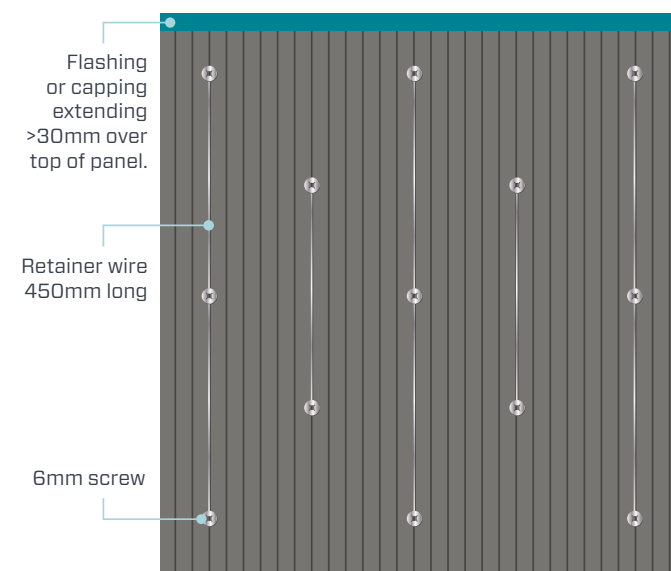 Flashing
or capping
extending
>30mm over
top of panel.
Retainer wire
450mm long
6mm screw